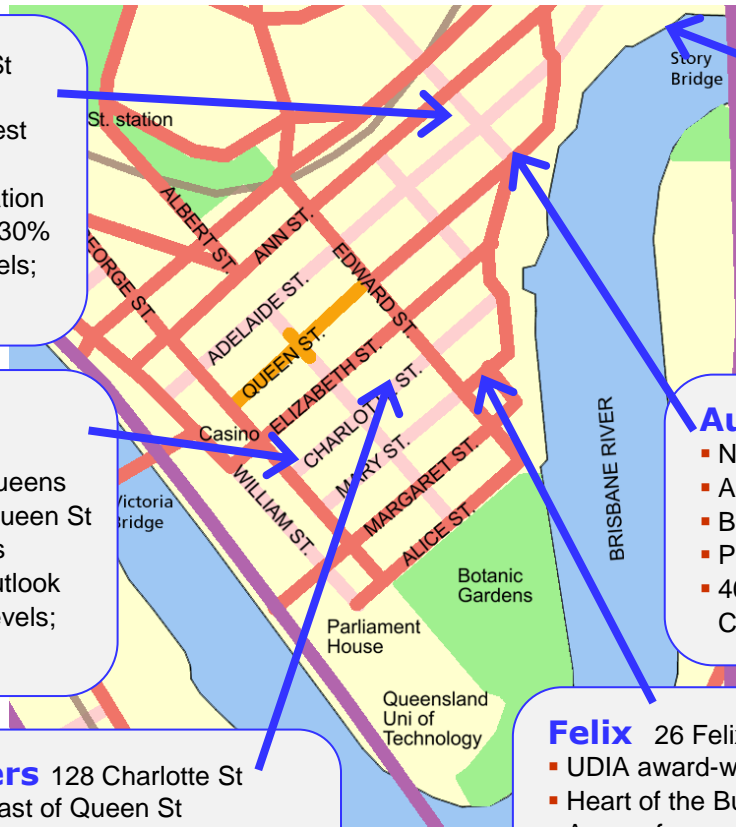 St
est
tion
30%
els;
St. station
Story
Bridge
ALBERT ST.
ANN ST.
EORGE ST.
EDWARD ST.
ADELAIDE ST.
QUEEN ST.
ELIZABETH ST.
CHARLOTTE ST.
MARY ST.
MARGARET ST.
ALICE ST.
WILLIAM ST.
Casino
Victoria
Bridge
BRISBANE RIVER
Botanic
Gardens
Parliament
House
Queensland
Uni of
Technology
ueens
ueen St
s
utlook
vels;
Au
▪ N
▪ A
▪ B
▪ P
▪ 40
C
ers 128 Charlotte St
ast of Queen St
Felix 26 Felix
▪ UDIA award-w
▪ Heart of the Bu